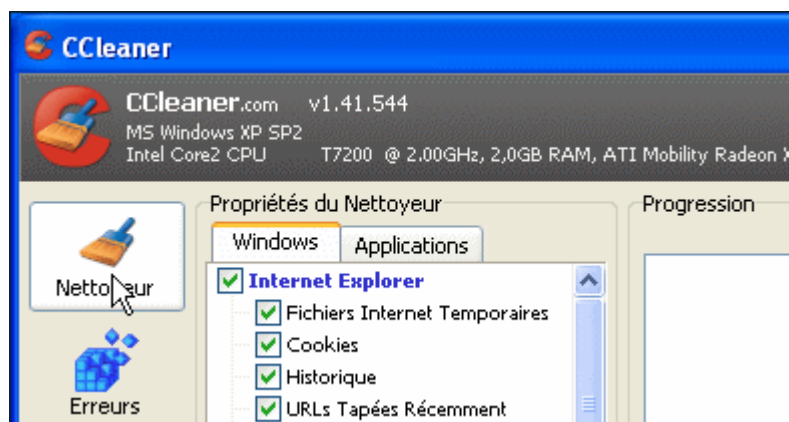 CCleaner
CCleaner.com v1.41.544
MS Windows XP SP2
Intel Core2 CPU T7200 @ 2.00GHz, 2,0GB RAM, ATI Mobility Radeon X
Nettoyeur
Erreurs
Propriétés du Nettoyeur
Windows Applications
Internet Explorer
Fichiers Internet Temporaires
Cookies
Historique
URLs Tapées Récemment
Progression